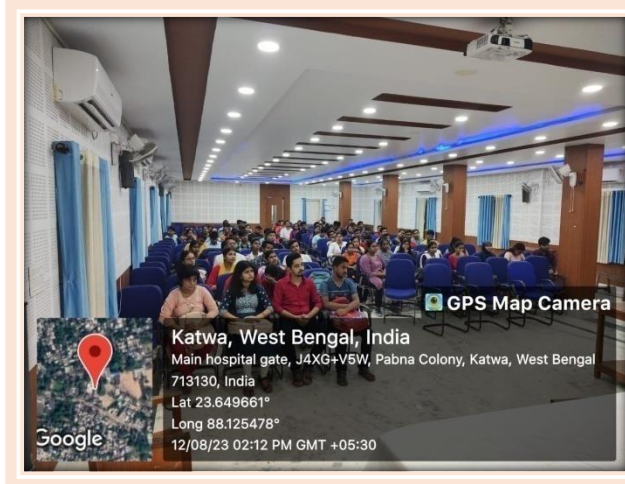 GPS Map Camera
Katwa, West Bengal, India
Main hospital gate, J4XG+V5W, Pabna Colony, Katwa, West Bengal
713130, India
Lat 23.649661°
Long 88.125478°
12/08/23 02:12 PM GMT +05:30
Google